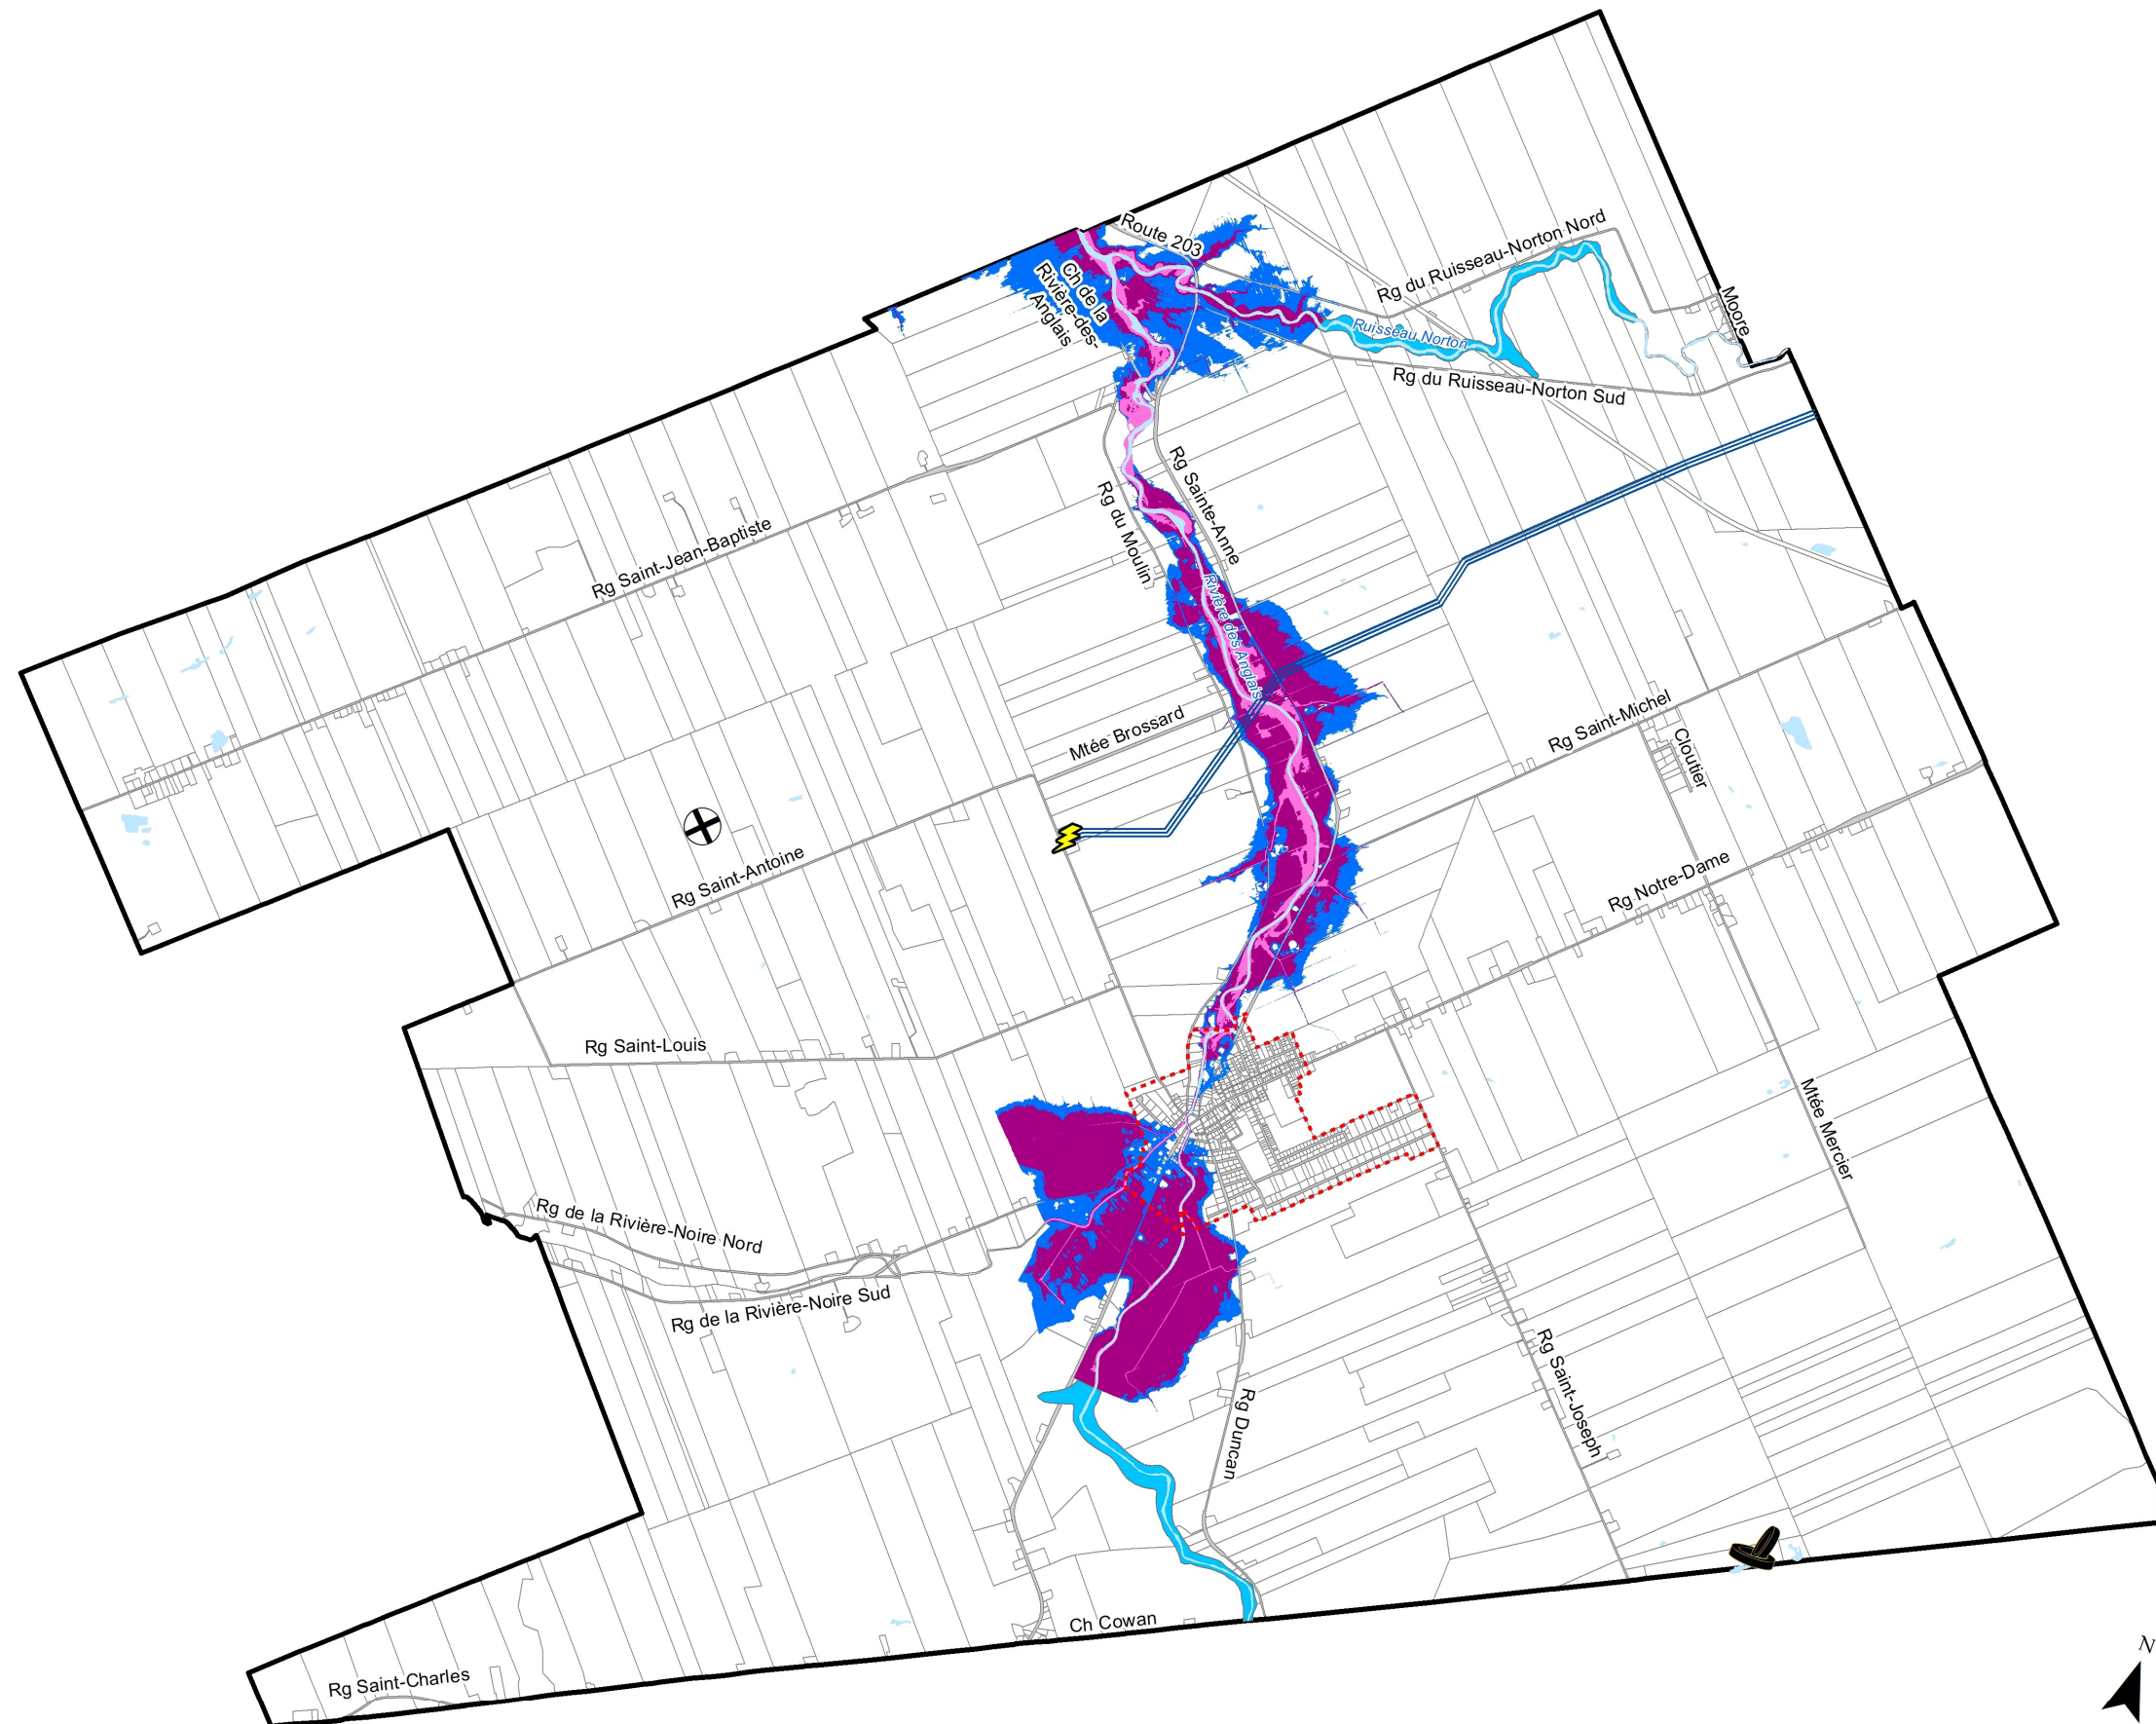 Route 203
Rg du Ruisseau-Norton Nord
Ch de la
Rivière-des-
Anglais
Moore
Ruisseau Norton
Rg du Ruisseau-Norton Sud
Rg Sainte-Anne
Rg du Moulin
Rg Saint-Jean-Baptiste
Rivière des Anglais
Rg Saint-Michel
Mtée Brossard
Cloutier
Rg Saint-Antoine
Rg Notre-Dame
Rg Saint-Louis
Mtée Mercier
Rg de la Rivière-Noire Nord
Rg de la Rivière-Noire Sud
Rg Saint-Joseph
Rg Duncan
Ch Cowan
N
Rg Saint-Charles